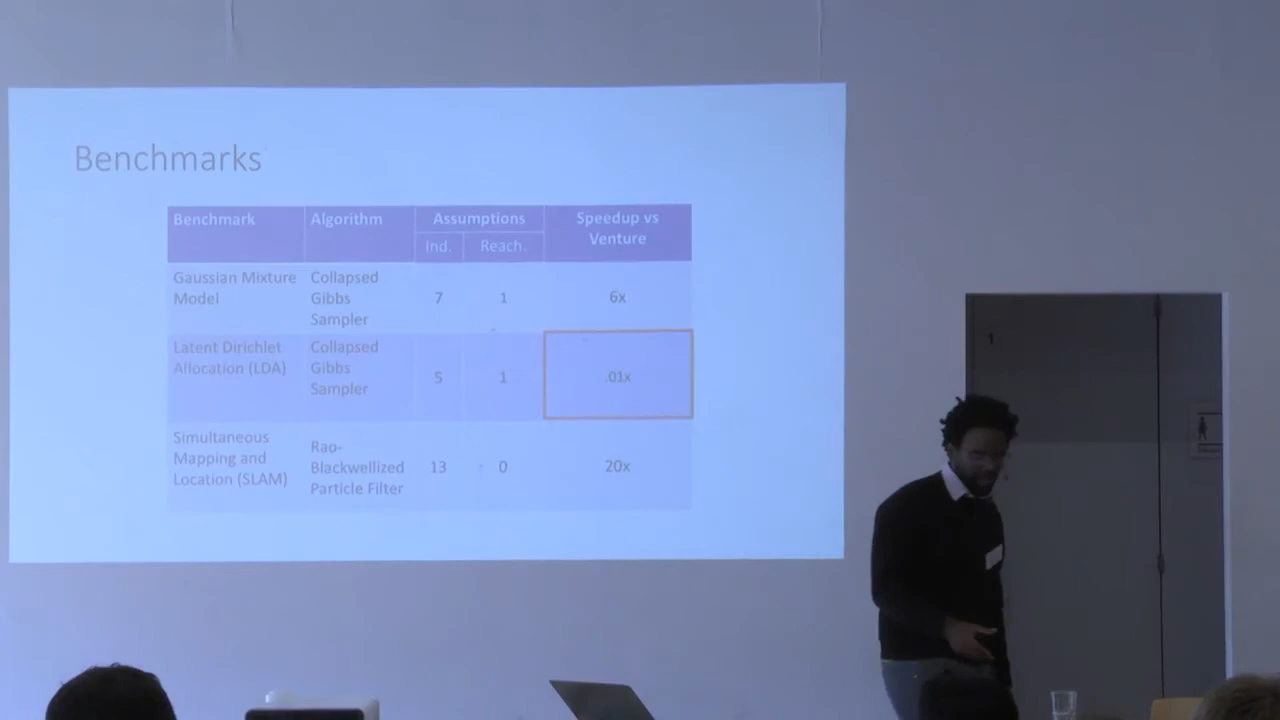 Benchmarks
Benchmark Algorithm Assumptions Speedup vs
Venture
Ind. Reach.
Gaussian Mixture
Model
Collapsed
Gibbs
Sampler
7 1 6x
Latent Dirichlet
Allocation (LDA)
Collapsed
Gibbs
Sampler
5 1 .01x
Simultaneous
Mapping and
Location (SLAM)
Rao-
Blackwellized
Particle Filter
13 0 20x
1